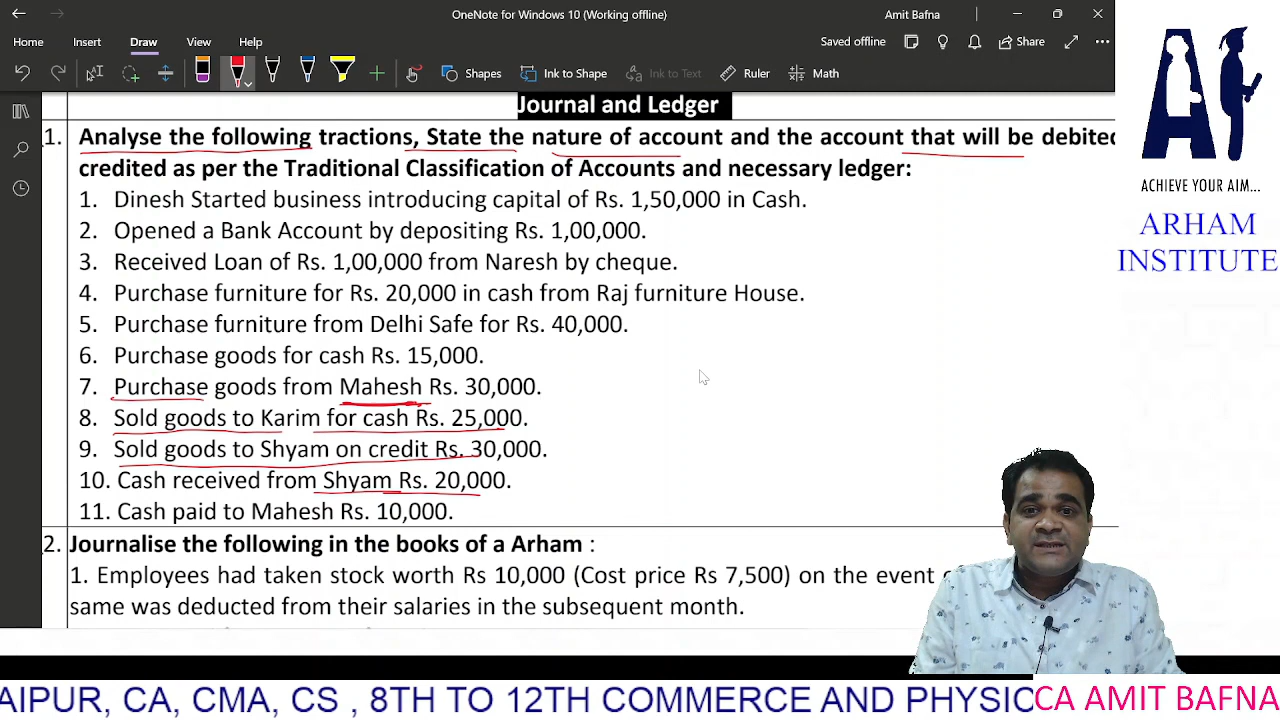 OneNote for Windows 10 (Working offline)
Amit Bafna
Home Insert Draw View Help
Saved offline
Share
Shapes Ink to Shape Ink to Text Ruler Math
Journal and Ledger
1. Analyse the following tractions, State the nature of account and the account that will be debited
credited as per the Traditional Classification of Accounts and necessary ledger:
1. Dinesh Started business introducing capital of Rs. 1,50,000 in Cash.
2. Opened a Bank Account by depositing Rs. 1,00,000.
3. Received Loan of Rs. 1,00,000 from Naresh by cheque.
4. Purchase furniture for Rs. 20,000 in cash from Raj furniture House.
5. Purchase furniture from Delhi Safe for Rs. 40,000.
6. Purchase goods for cash Rs. 15,000.
7. Purchase goods from Mahesh Rs. 30,000.
8. Sold goods to Karim for cash Rs. 25,000.
9. Sold goods to Shyam on credit Rs. 30,000.
10. Cash received from Shyam Rs. 20,000.
11. Cash paid to Mahesh Rs. 10,000.
2. Journalise the following in the books of a Arham :
1. Employees had taken stock worth Rs 10,000 (Cost price Rs 7,500) on the event
same was deducted from their salaries in the subsequent month.
ACHIEVE YOUR AIM...
ARHAM
INSTITUTE
AIPUR, CA, CMA, CS , 8TH TO 12TH COMMERCE AND PHYSIC
CA AMIT BAFNA